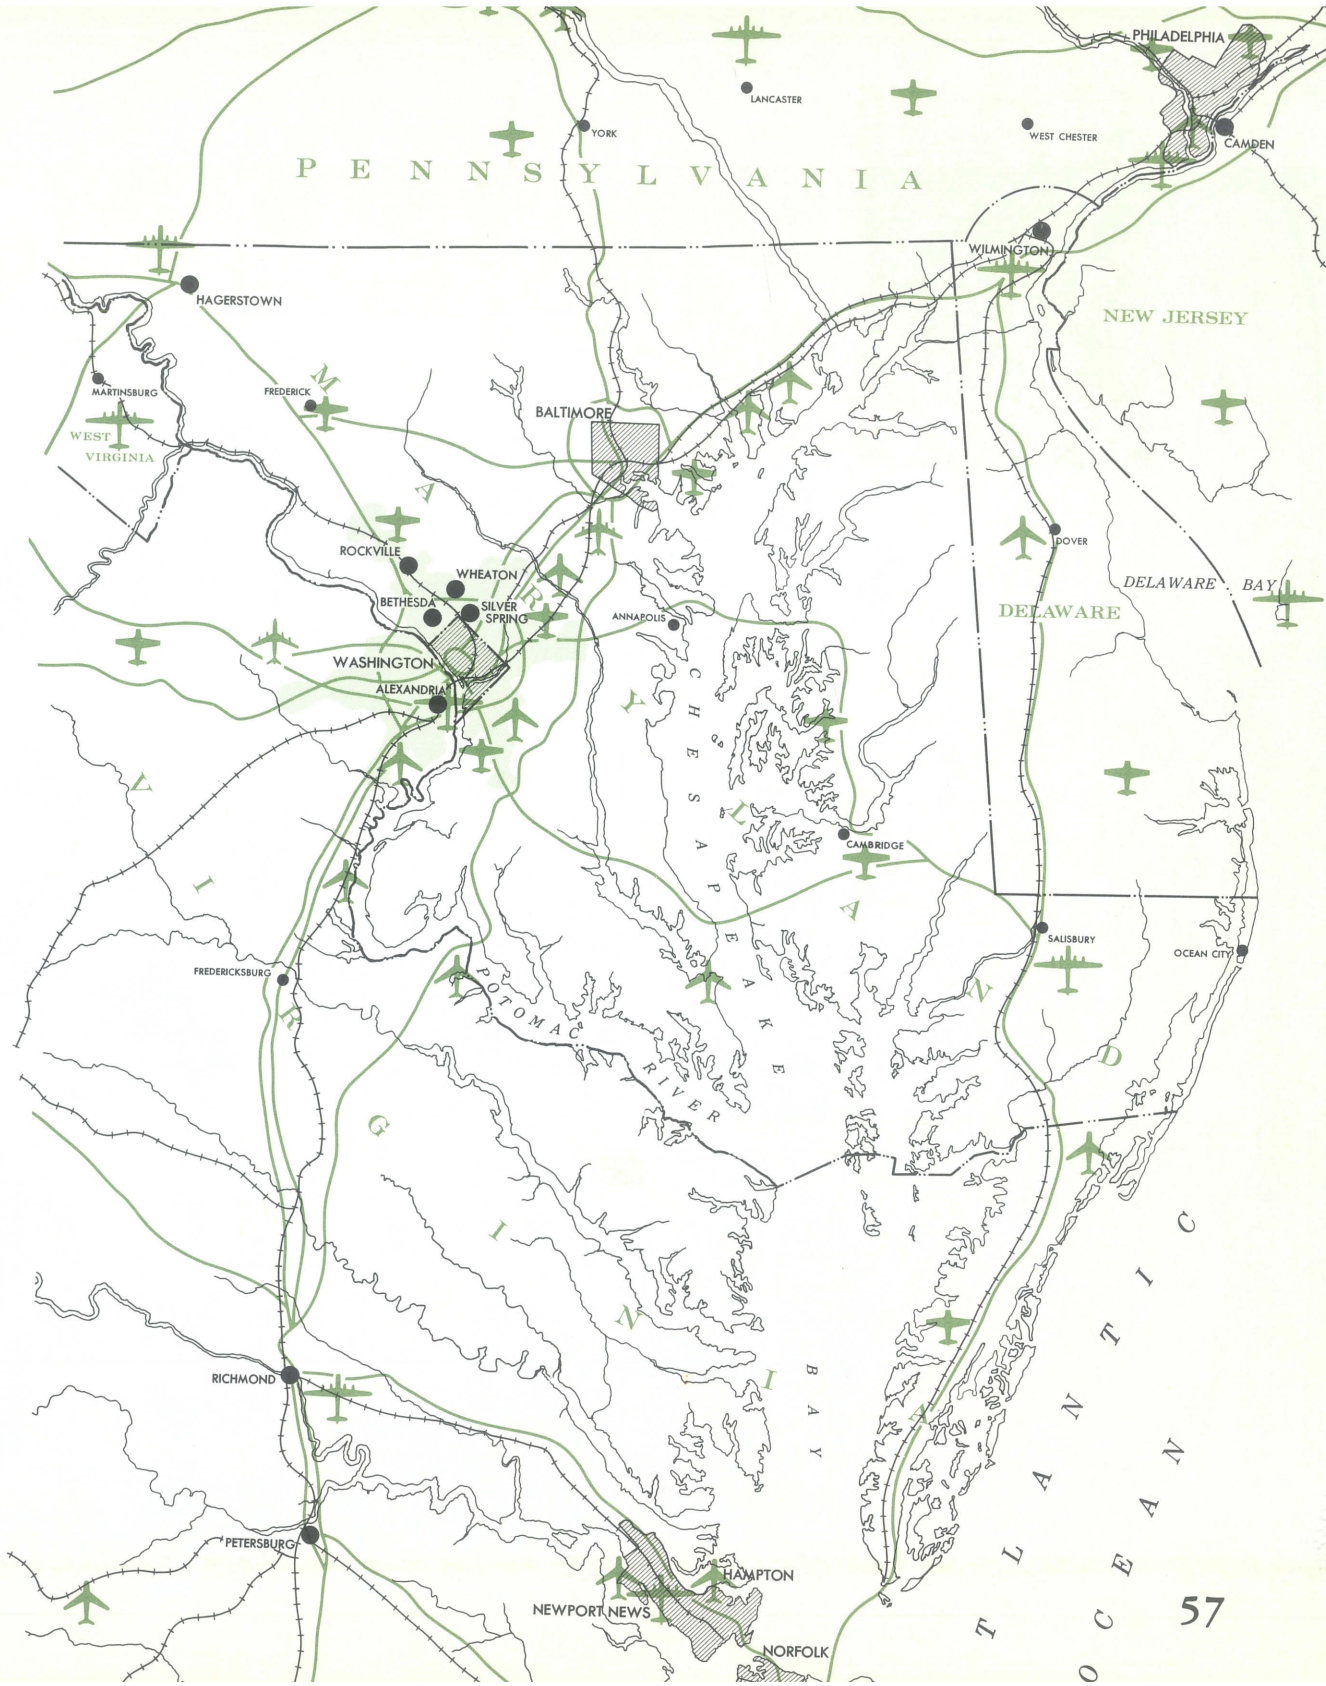 PHILADELPHIA
LANCASTER
YORK
WEST CHESTER
CAMDEN
PENNSYLVANIA
WILMINGTON
HAGERSTOWN
NEW JERSEY
MARTINSBURG
FREDERICK
BALTIMORE
WEST
VIRGINIA
MARYLAND
ROCKVILLE
WHEATON
BETHESDA
SILVER
SPRING
DOVER
DELAWARE BAY
DELAWARE
ANNAPOLIS
WASHINGTON
ALEXANDRIA
CHESAPEAKE
BAY
CAMBRIDGE
SALISBURY
OCEAN CITY
FREDERICKSBURG
POTOMAC
RIVER
VIRGINIA
RICHMOND
PETERSBURG
HAMPTON
NEWPORT NEWS
NORFOLK
TLANTIC
OCEAN
57